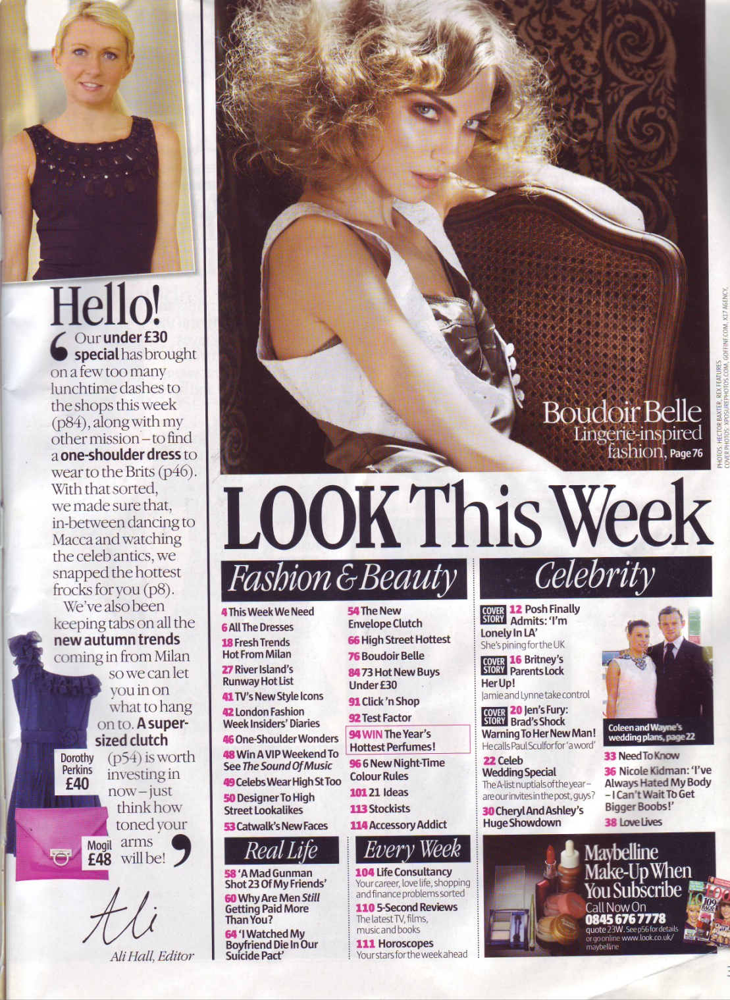 Hello!
‘ Our under £30
special has brought
on a few too many
lunchtime dashes to
the shops this week
(p84), along with my
other mission – to find
a one-shoulder dress to
wear to the Brits (p46).
With that sorted,
we made sure that,
in-between dancing to
Macca and watching
the celeb antics, we
snapped the hottest
frocks for you (p8).
We've also been
keeping tabs on all the
new autumn trends
coming in from Milan
so we can let
you in on
what to hang
on to. A super-
sized clutch
(p54) is worth
investing in
now – just
think how
toned your
arms
will be! ’
Dorothy
Perkins
£40
Mogil
£48
Ali
Ali Hall, Editor
Boudoir Belle
Lingerie-inspired
fashion, Page 76
PHOTOS: HECTOR BAXTER, REX FEATURES
COVER PHOTOS: XPOSUREPHOTOS.COM, GOFFINF.COM, X17 AGENCY,
LOOK This Week
Fashion & Beauty
4 This Week We Need
6 All The Dresses
18 Fresh Trends
Hot From Milan
27 River Island's
Runway Hot List
41 TV's New Style Icons
42 London Fashion
Week Insiders' Diaries
46 One-Shoulder Wonders
48 Win A VIP Weekend To
See The Sound Of Music
49 Celebs Wear High St Too
50 Designer To High
Street Lookalikes
53 Catwalk's New Faces
54 The New
Envelope Clutch
66 High Street Hottest
76 Boudoir Belle
84 73 Hot New Buys
Under £30
91 Click 'n Shop
92 Test Factor
94 WIN The Year's
Hottest Perfumes!
96 6 New Night-Time
Colour Rules
101 21 Ideas
113 Stockists
114 Accessory Addict
Real Life
58 'A Mad Gunman
Shot 23 Of My Friends'
60 Why Are Men Still
Getting Paid More
Than You?
64 'I Watched My
Boyfriend Die In Our
Suicide Pact'
Every Week
104 Life Consultancy
Your career, love life, shopping
and finance problems sorted
110 5-Second Reviews
The latest TV, films,
music and books
111 Horoscopes
Your stars for the week ahead
Celebrity
COVER STORY 12 Posh Finally
Admits: 'I'm
Lonely In LA'
She's pining for the UK
COVER STORY 16 Britney's
Parents Lock
Her Up!
Jamie and Lynne take control
COVER STORY 20 Jen's Fury:
Brad's Shock
Warning To Her New Man!
He calls Paul Sculfor for 'a word'
22 Celeb
Wedding Special
The A-list nuptials of the year –
are our invites in the post, guys?
30 Cheryl And Ashley's
Huge Showdown
Coleen and Wayne's
wedding plans, page 22
33 Need To Know
36 Nicole Kidman: 'I've
Always Hated My Body
– I Can't Wait To Get
Bigger Boobs!'
38 Love Lives
Maybelline
Make-Up When
You Subscribe
Call Now On
0845 676 7778
quote 23W. See p56 for details
or go online www.look.co.uk/
maybelline